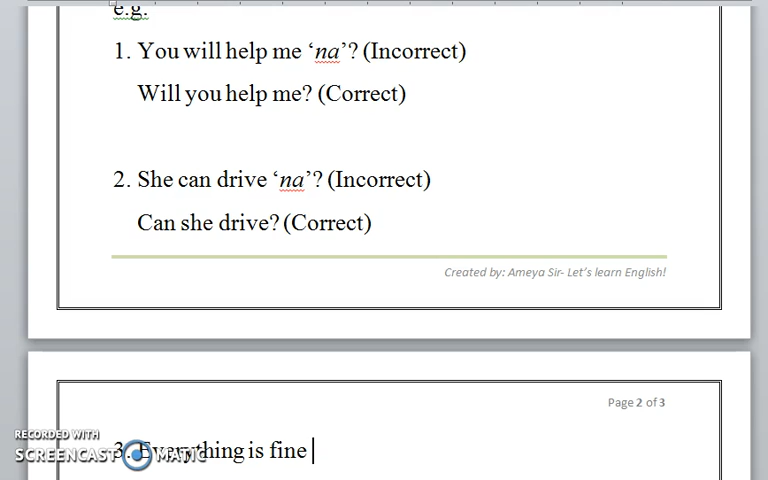 e.g.
1. You will help me ‘na’? (Incorrect)
Will you help me? (Correct)
2. She can drive ‘na’? (Incorrect)
Can she drive? (Correct)
Created by: Ameya Sir- Let’s learn English!
Page 2 of 3
RECORDED WITH
3. Everything is fine
SCREENCAST MATIC